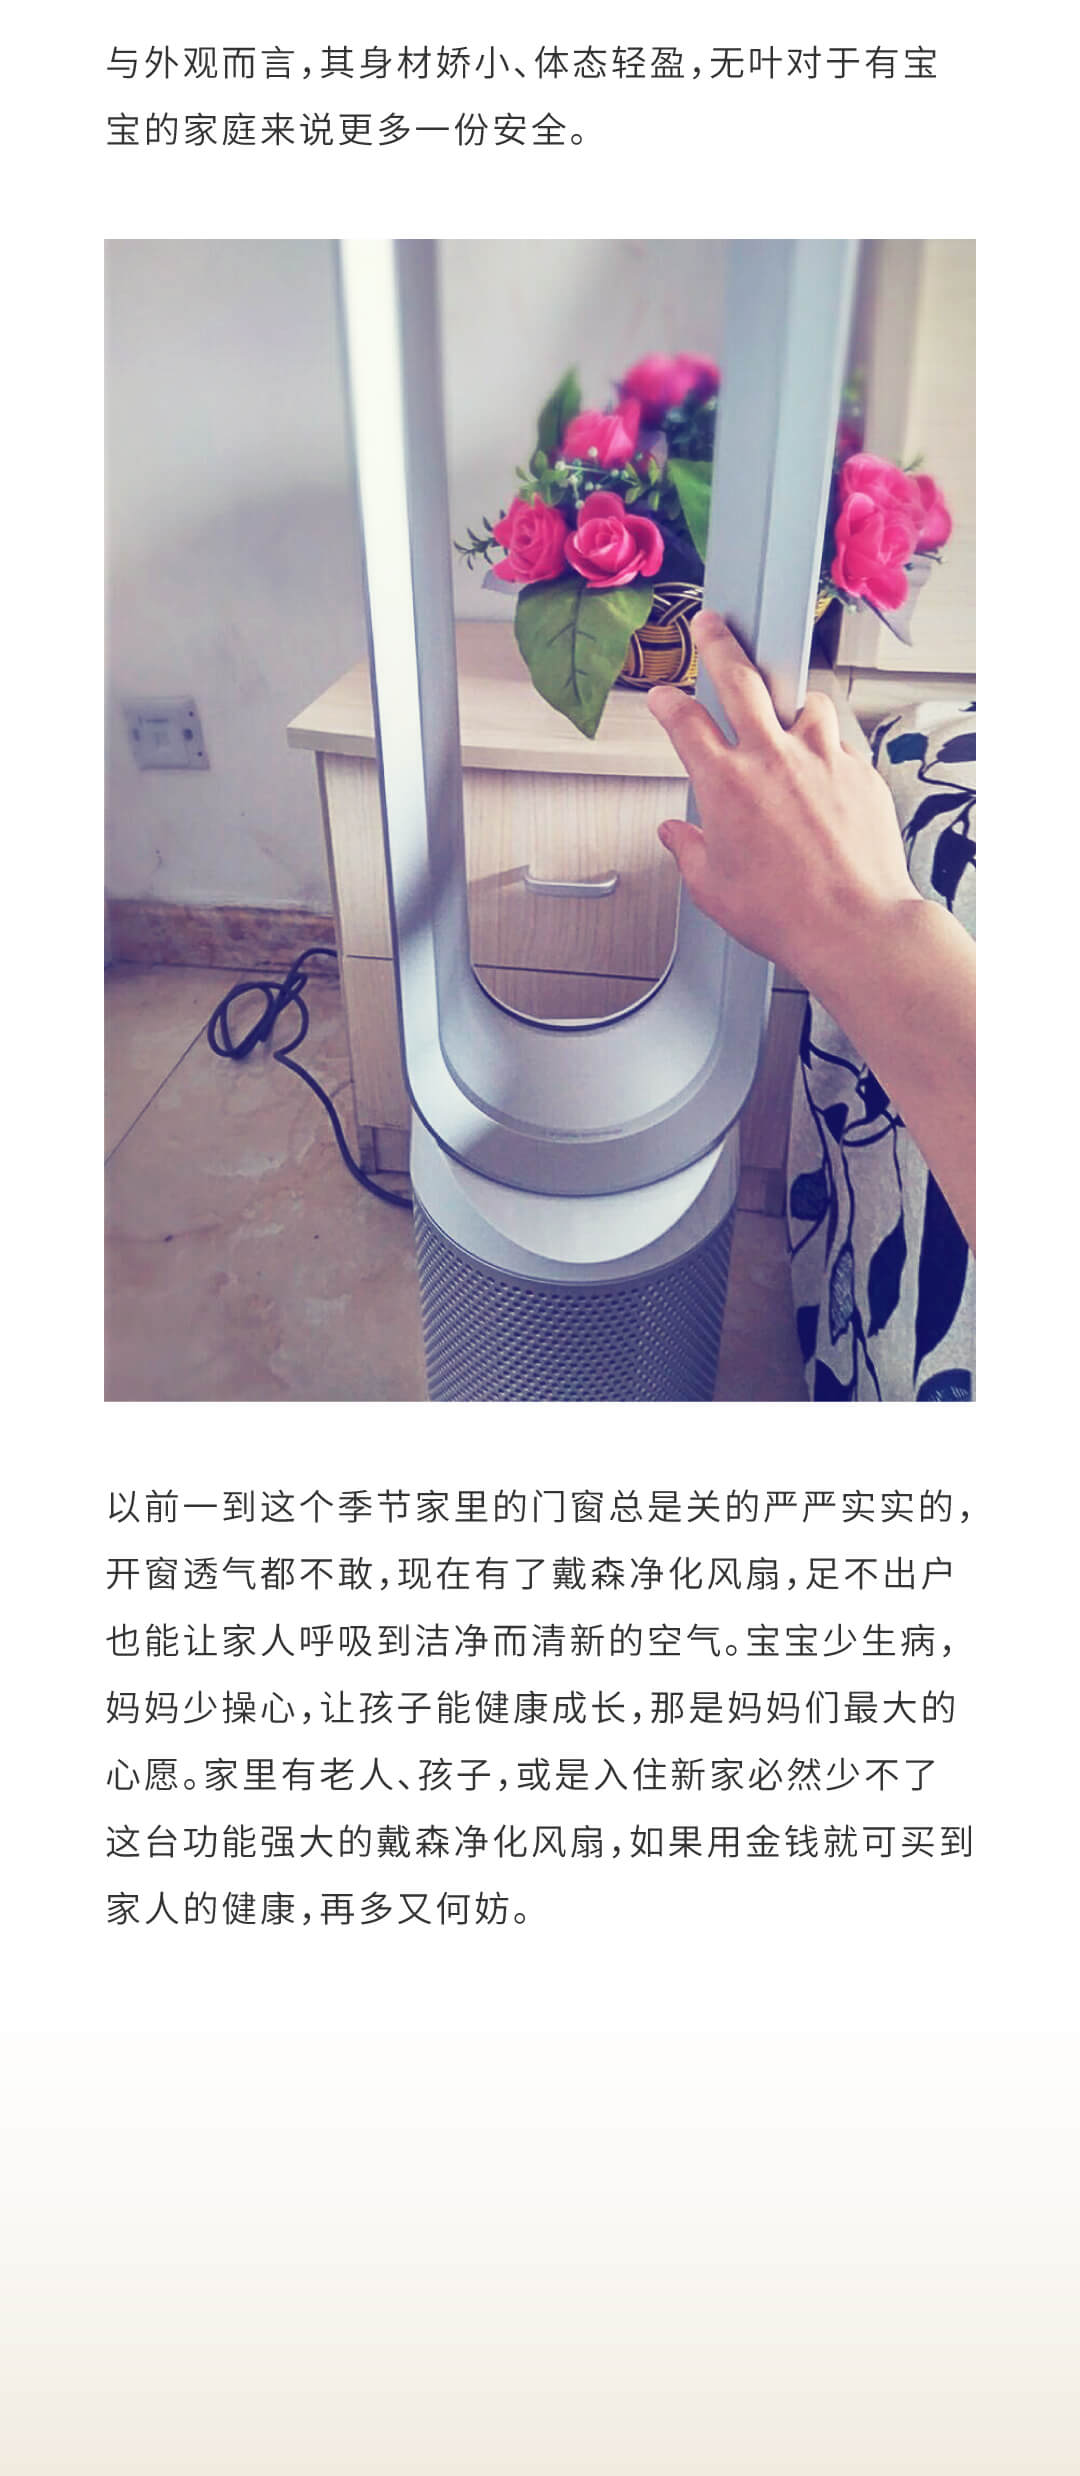 与外观而言，其身材娇小、体态轻盈，无叶对于有宝
宝的家庭来说更多一份安全。
以前一到这个季节家里的门窗总是关的严严实实的，
开窗透气都不敢，现在有了戴森净化风扇，足不出户
也能让家人呼吸到洁净而清新的空气。宝宝少生病，
妈妈少操心，让孩子能健康成长，那是妈妈们最大的
心愿。家里有老人、孩子，或是入住新家必然少不了
这台功能强大的戴森净化风扇，如果用金钱就可买到
家人的健康，再多又何妨。